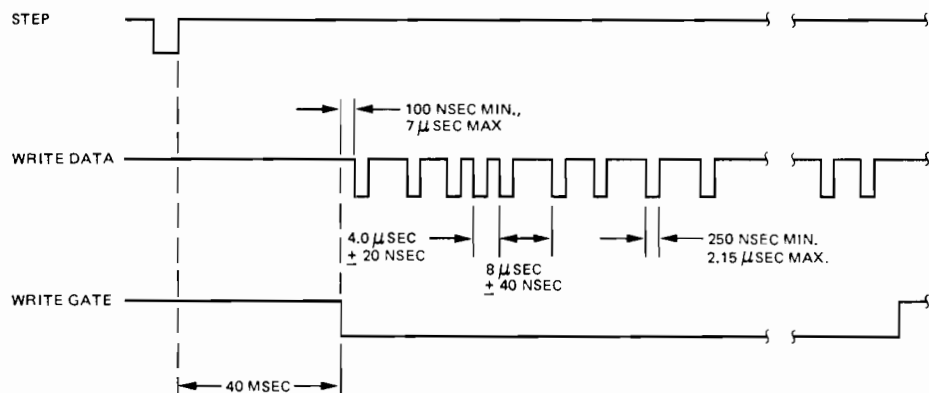 STEP
100 NSEC MIN.,
7 μSEC MAX
WRITE DATA
4.0 μSEC
± 20 NSEC
8 μSEC
± 40 NSEC
250 NSEC MIN.
2.15 μSEC MAX.
WRITE GATE
40 MSEC